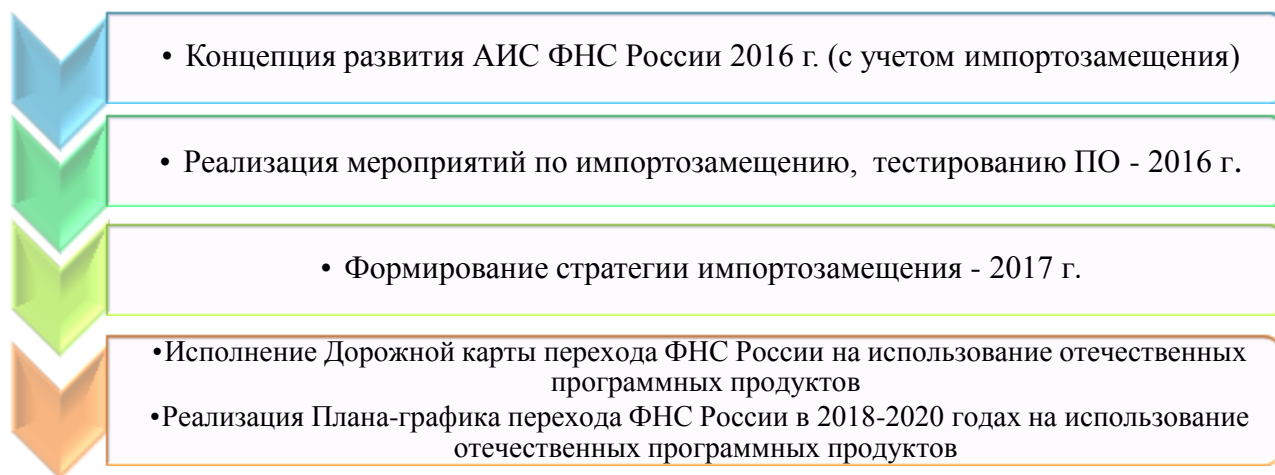 • Концепция развития АИС ФНС России 2016 г. (с учетом импортозамещения)
• Реализация мероприятий по импортозамещению, тестированию ПО - 2016 г.
• Формирование стратегии импортозамещения - 2017 г.
•Исполнение Дорожной карты перехода ФНС России на использование отечественных
программных продуктов
•Реализация Плана-графика перехода ФНС России в 2018-2020 годах на использование
отечественных программных продуктов